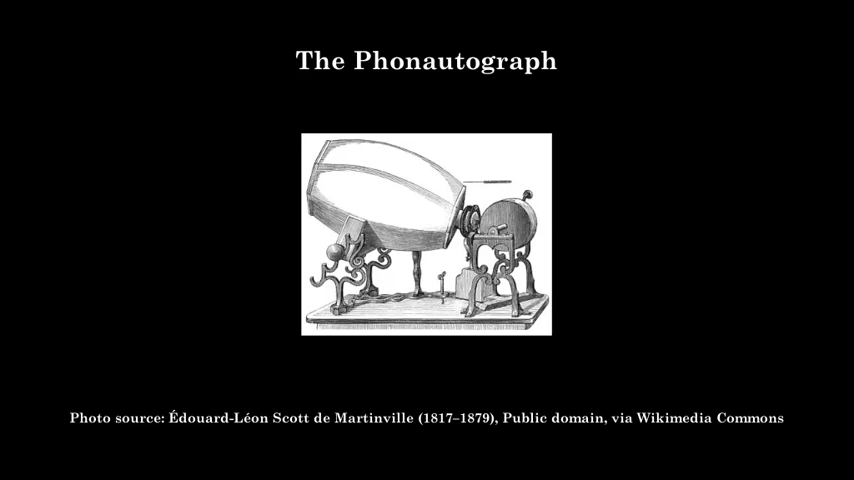 The Phonautograph
Photo source: Édouard-Léon Scott de Martinville (1817–1879), Public domain, via Wikimedia Commons